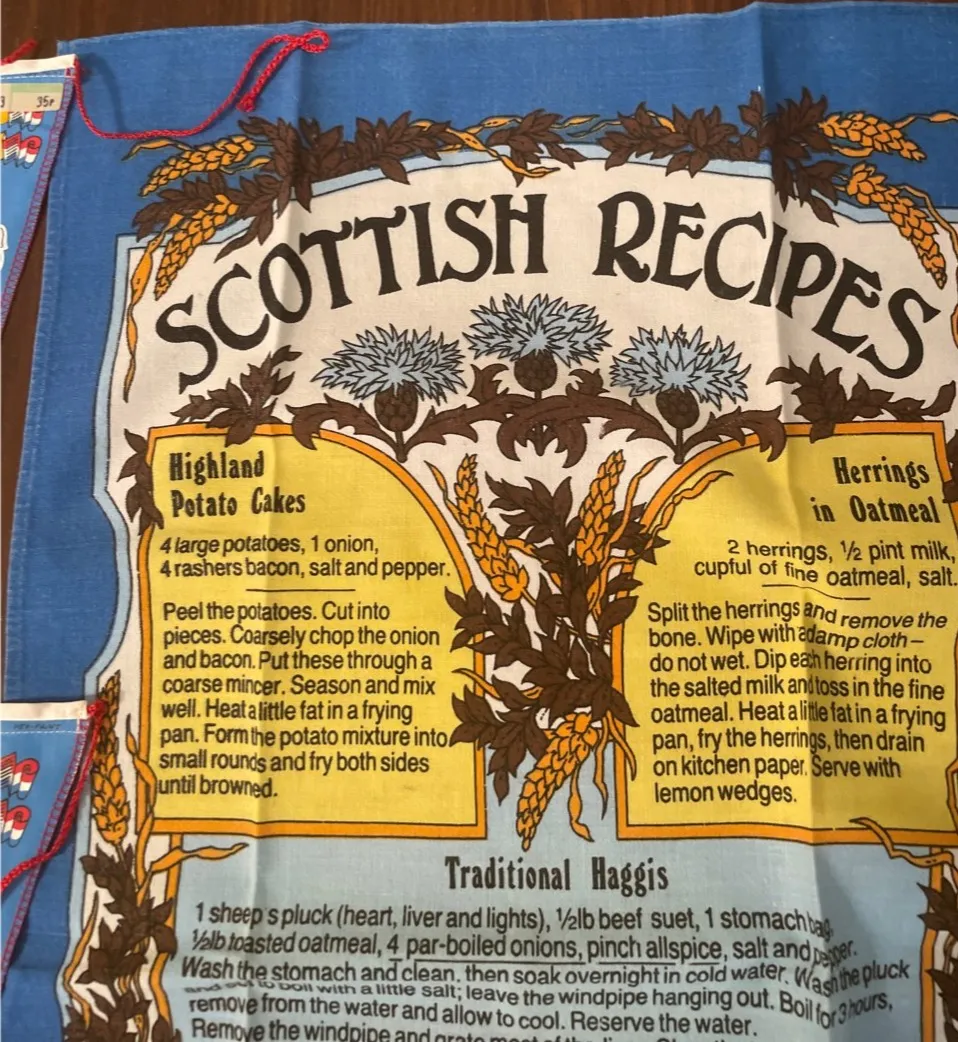 35p
SCOTTISH RECIPES
Highland
Potato Cakes
4 large potatoes, 1 onion,
4 rashers bacon, salt and pepper.
Peel the potatoes. Cut into
pieces. Coarsely chop the onion
and bacon. Put these through a
coarse mincer. Season and mix
well. Heat a little fat in a frying
pan. Form the potato mixture into
small rounds and fry both sides
until browned.
Herrings
in Oatmeal
2 herrings, ½ pint milk,
cupful of fine oatmeal, salt.
Split the herrings and remove the
bone. Wipe with a damp cloth –
do not wet. Dip each herring into
the salted milk and toss in the fine
oatmeal. Heat a little fat in a frying
pan, fry the herrings, then drain
on kitchen paper. Serve with
lemon wedges.
Traditional Haggis
1 sheep's pluck (heart, liver and lights), ½lb beef suet, 1 stomach bag,
½lb toasted oatmeal, 4 par-boiled onions, pinch allspice, salt and pepper.
Wash the stomach and clean, then soak overnight in cold water. Wash the pluck
and to boil with a little salt; leave the windpipe hanging out. Boil for 3 hours,
remove from the water and allow to cool. Reserve the water.
Remove the windpipe and grate most of the